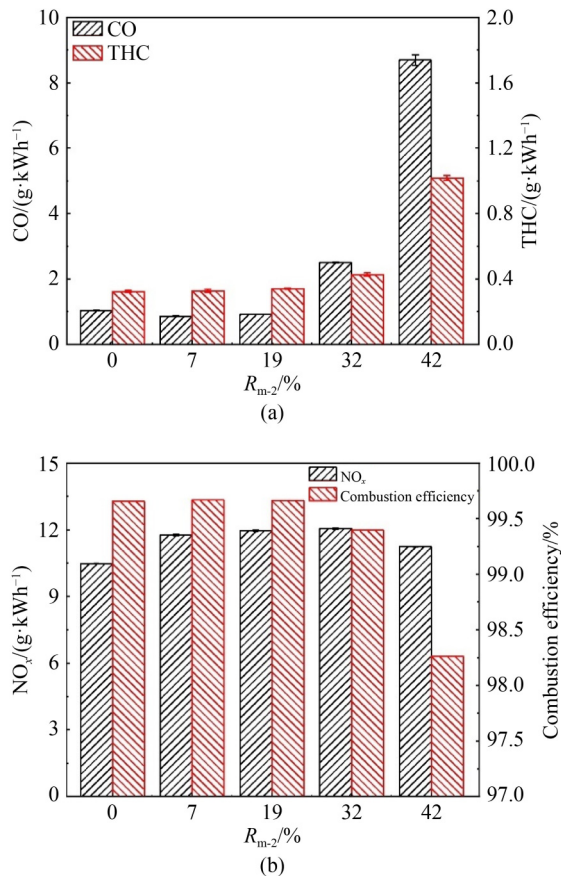 CO
THC
10
8
6
4
2
0
CO/(g·kWh⁻¹)
2.0
1.6
1.2
0.8
0.4
0.0
THC/(g·kWh⁻¹)
0 7 19 32 42
Rm-2/%
(a)
NOx
Combustion efficiency
15
12
9
6
3
0
NOx/(g·kWh⁻¹)
100.0
99.5
99.0
98.5
98.0
97.5
97.0
Combustion efficiency/%
0 7 19 32 42
Rm-2/%
(b)